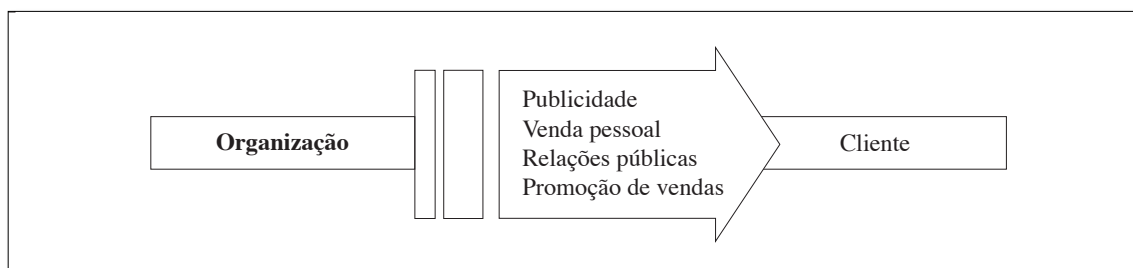 Organização
Publicidade
Venda pessoal
Relações públicas
Promoção de vendas
Cliente